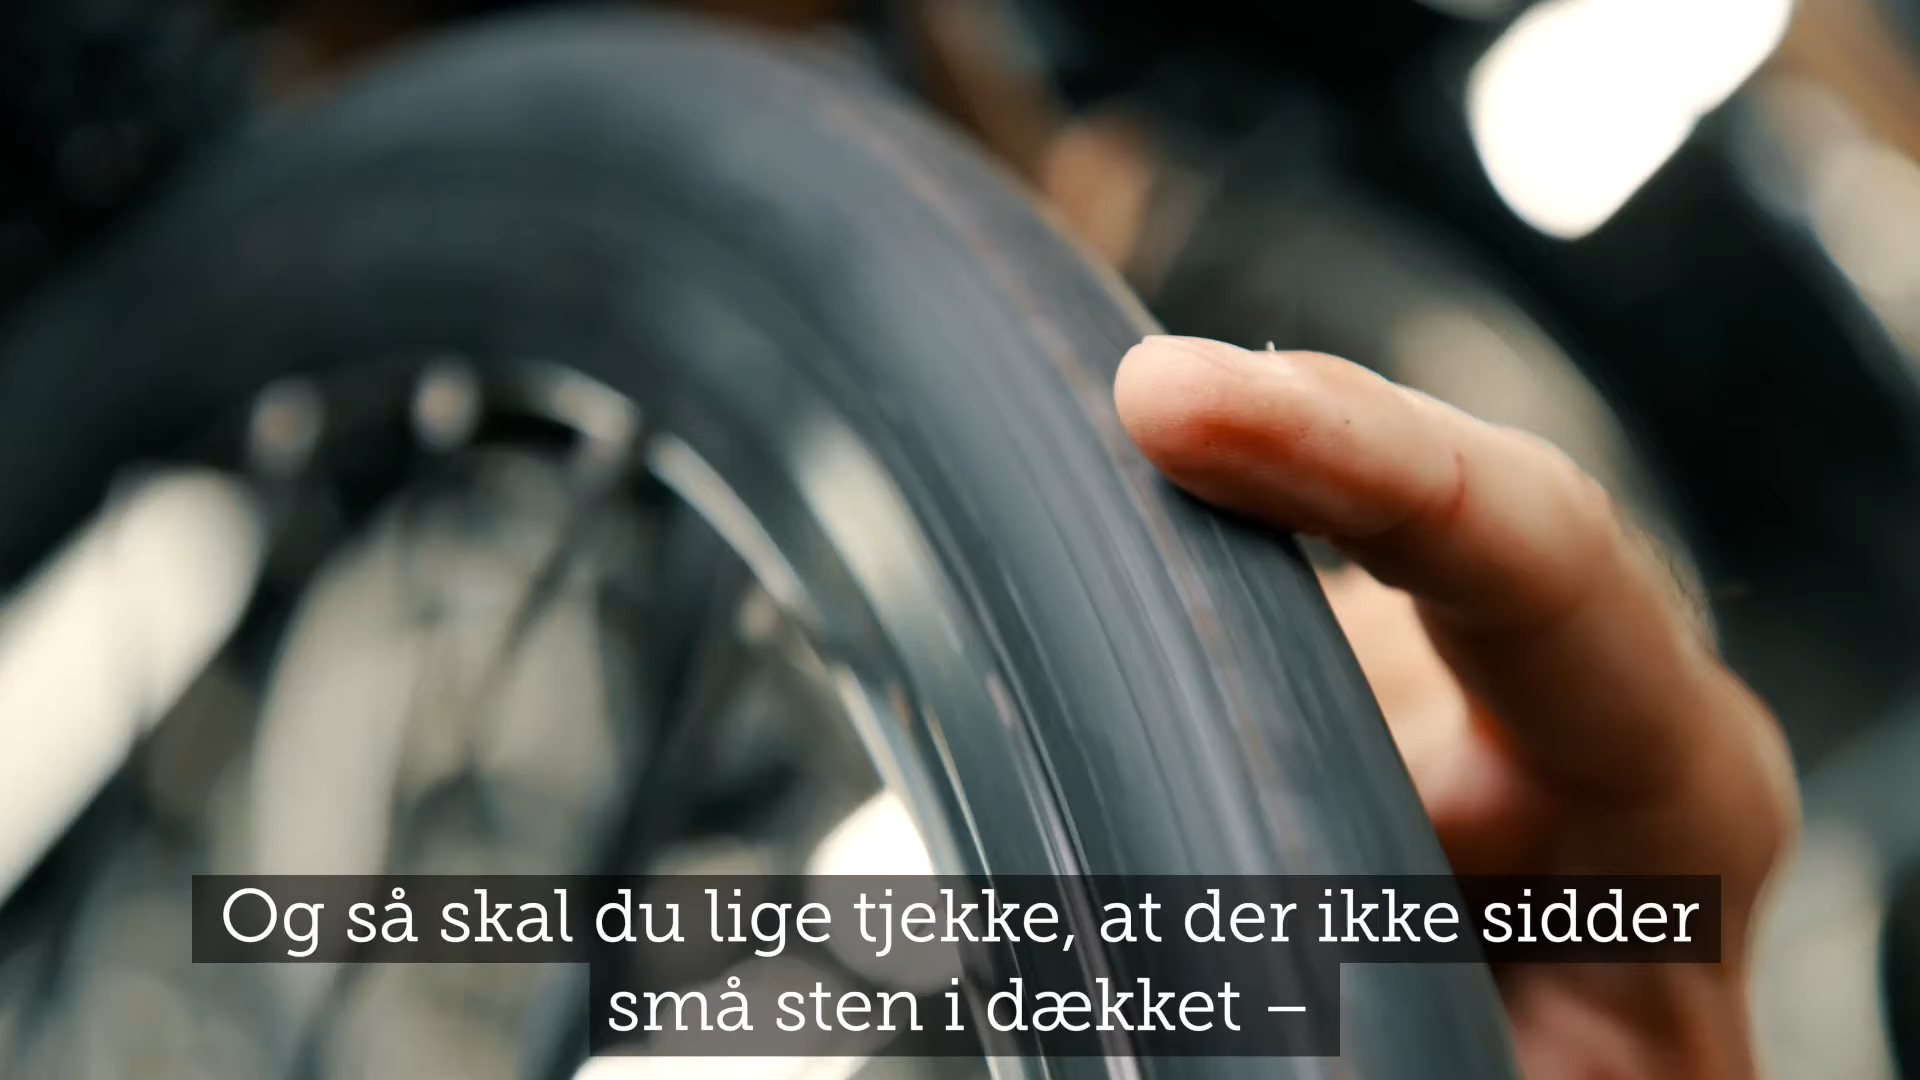 Og så skal du lige tjekke, at der ikke sidder
små sten i dækket –